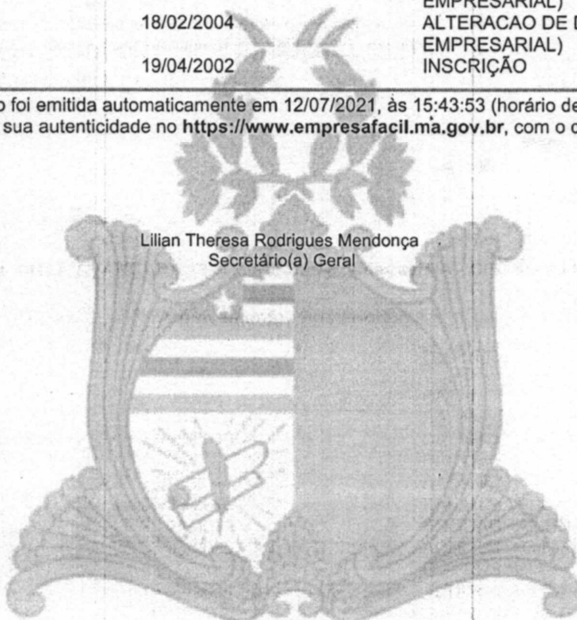 EMPRESARIAL)
18/02/2004 ALTERACAO DE
EMPRESARIAL)
19/04/2002 INSCRIÇÃO
foi emitida automaticamente em 12/07/2021, às 15:43:53 (horário de
sua autenticidade no https://www.empresafacil.ma.gov.br, com o
Lilian Theresa Rodrigues Mendonça
Secretário(a) Geral